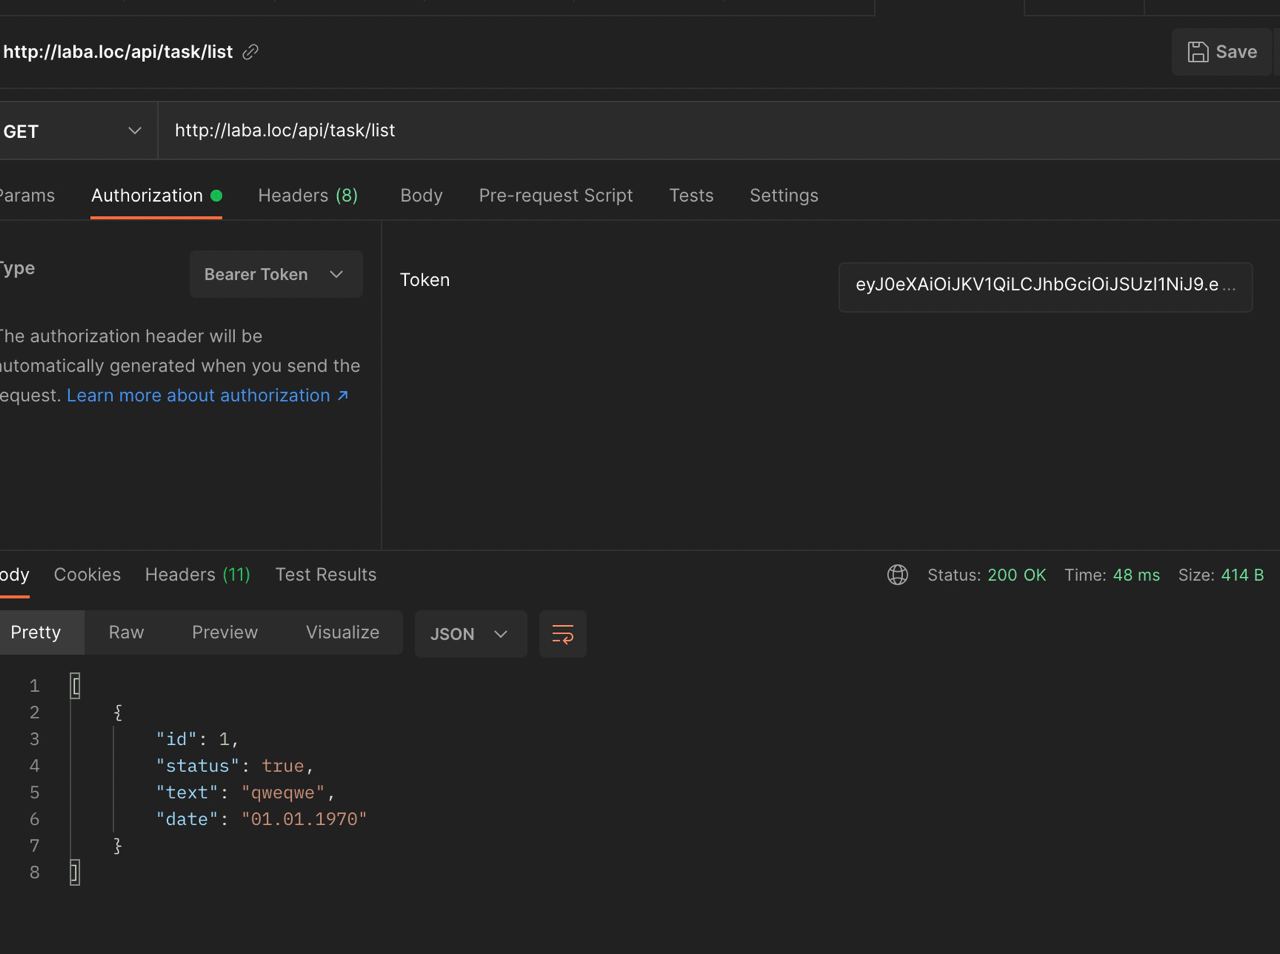 http://laba.loc/api/task/list
Save
GET
http://laba.loc/api/task/list
Params Authorization Headers (8) Body Pre-request Script Tests Settings
Type
Bearer Token
Token
eyJ0eXAiOiJKV1QiLCJhbGciOiJSUzI1NiJ9.e...
The authorization header will be
automatically generated when you send the
request. Learn more about authorization ↗
Body Cookies Headers (11) Test Results
Status: 200 OK Time: 48 ms Size: 414 B
Pretty Raw Preview Visualize JSON
1 [
2 {
3 "id": 1,
4 "status": true,
5 "text": "qweqwe",
6 "date": "01.01.1970"
7 }
8 ]